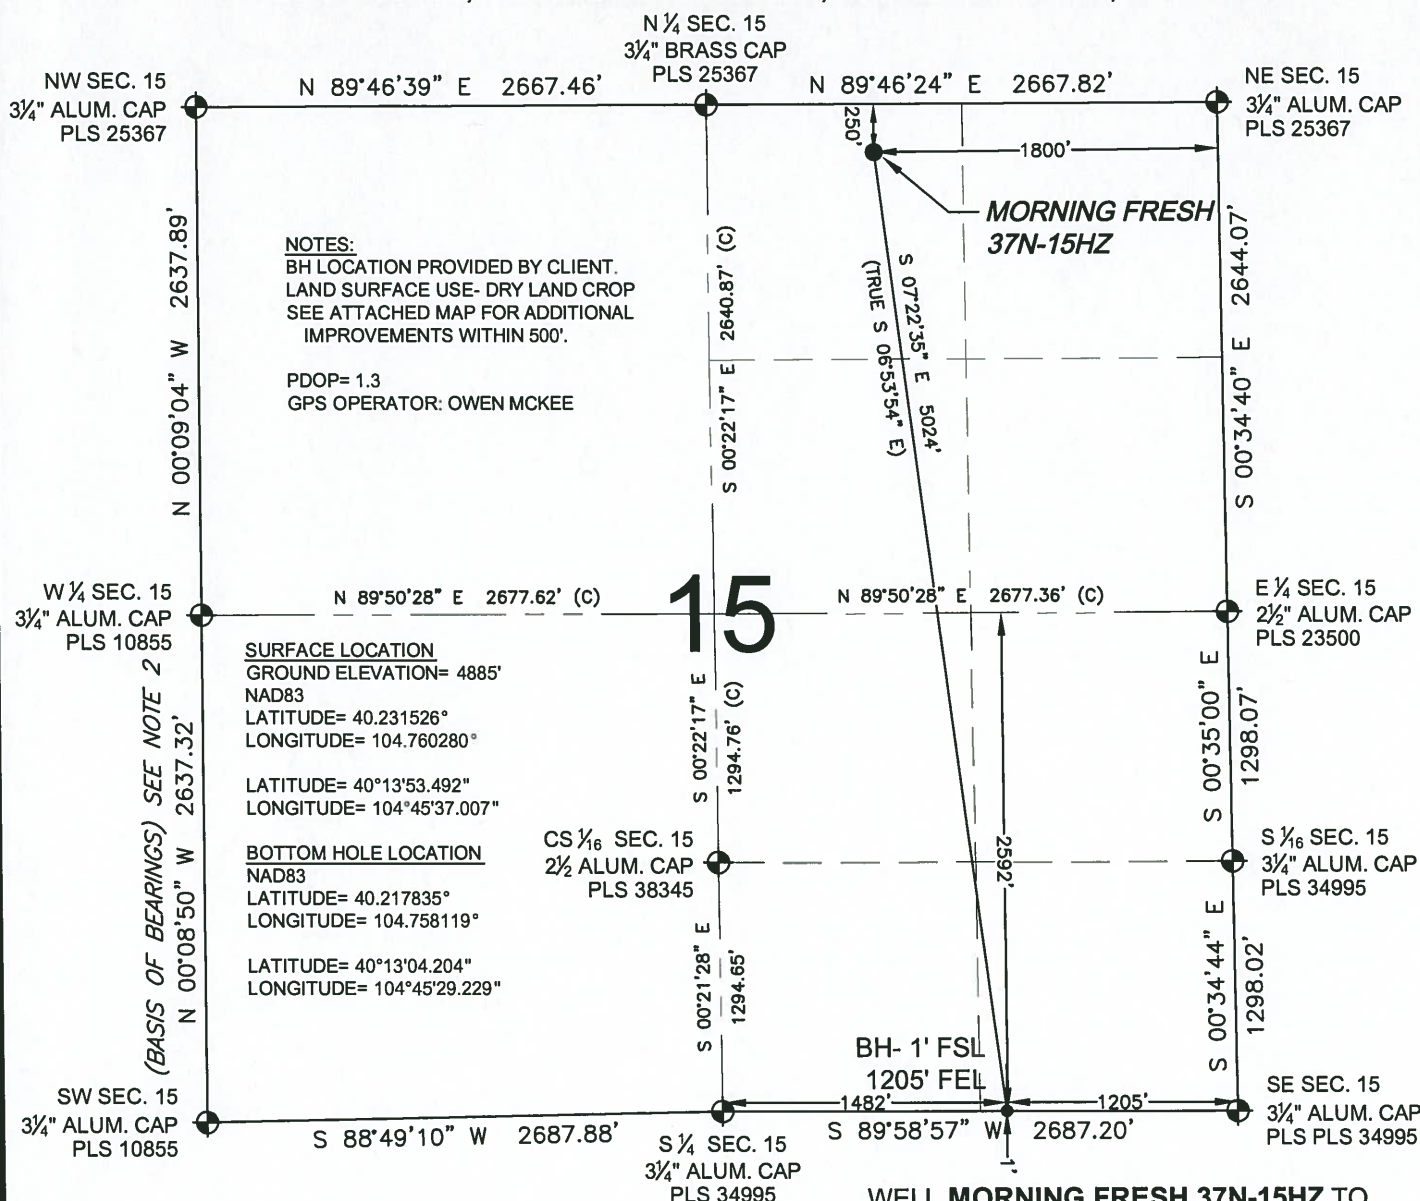 N ¼ SEC. 15
3¼" BRASS CAP
PLS 25367
NW SEC. 15
3¼" ALUM. CAP
PLS 25367
N 89°46'39" E 2667.46'
N 89°46'24" E 2667.82'
NE SEC. 15
3¼" ALUM. CAP
PLS 25367
250'
1800'
MORNING FRESH
37N-15HZ
N 00°09'04" W 2637.89'
NOTES:
BH LOCATION PROVIDED BY CLIENT.
LAND SURFACE USE- DRY LAND CROP
SEE ATTACHED MAP FOR ADDITIONAL
IMPROVEMENTS WITHIN 500'.
PDOP= 1.3
GPS OPERATOR: OWEN MCKEE
S 00°22'17" E 2640.87' (C)
S 07°22'35" E 5024'
(TRUE S 06°53'54" E)
S 00°34'40" E 2644.07'
W ¼ SEC. 15
3¼" ALUM. CAP
PLS 10855
N 89°50'28" E 2677.62' (C)
15
N 89°50'28" E 2677.36' (C)
E ¼ SEC. 15
2½" ALUM. CAP
PLS 23500
(BASIS OF BEARINGS) SEE NOTE 2
N 00°08'50" W 2637.32'
SURFACE LOCATION
GROUND ELEVATION= 4885'
NAD83
LATITUDE= 40.231526°
LONGITUDE= 104.760280°
LATITUDE= 40°13'53.492"
LONGITUDE= 104°45'37.007"
BOTTOM HOLE LOCATION
NAD83
LATITUDE= 40.217835°
LONGITUDE= 104.758119°
LATITUDE= 40°13'04.204"
LONGITUDE= 104°45'29.229"
S 00°22'17" E
1294.76' (C)
S 00°35'00" E
1298.07'
CS 1⁄16 SEC. 15
2½ ALUM. CAP
PLS 38345
2592'
S 1⁄16 SEC. 15
3¼" ALUM. CAP
PLS 34995
S 00°21'28" E
1294.65'
S 00°34'44" E
1298.02'
BH- 1' FSL
1205' FEL
SW SEC. 15
3¼" ALUM. CAP
PLS 10855
1482'
1205'
SE SEC. 15
3¼" ALUM. CAP
PLS PLS 34995
S 88°49'10" W 2687.88'
S ¼ SEC. 15
3¼" ALUM. CAP
PLS 34995
S 89°58'57" W 2687.20'
1'
WELL MORNING FRESH 37N-15HZ TO